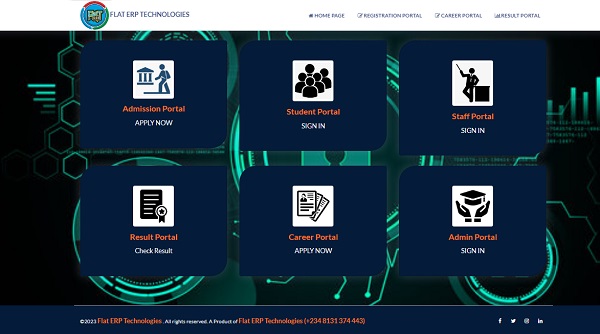 FLAT ERP TECHNOLOGIES
HOME PAGE REGISTRATION PORTAL CAREER PORTAL RESULT PORTAL
Admission Portal
APPLY NOW
Student Portal
SIGN IN
Staff Portal
SIGN IN
Result Portal
Check Result
Career Portal
APPLY NOW
Admin Portal
SIGN IN
©2023 Flat ERP Technologies . All rights reserved. A Product of Flat ERP Technologies (+234 8131 374 443)